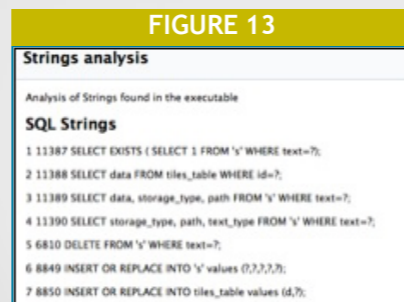 FIGURE 13
Strings analysis
Analysis of Strings found in the executable
SQL Strings
1 11387 SELECT EXISTS ( SELECT 1 FROM 's' WHERE text=?);
2 11388 SELECT data FROM tiles_table WHERE id=?;
3 11389 SELECT data, storage_type, path FROM 's' WHERE text=?;
4 11390 SELECT storage_type, path, text_type FROM 's' WHERE text=?;
5 6810 DELETE FROM 's' WHERE text=?;
6 8849 INSERT OR REPLACE INTO 's' values (?,?,?,?,?);
7 8850 INSERT OR REPLACE INTO tiles_table values (d,?);